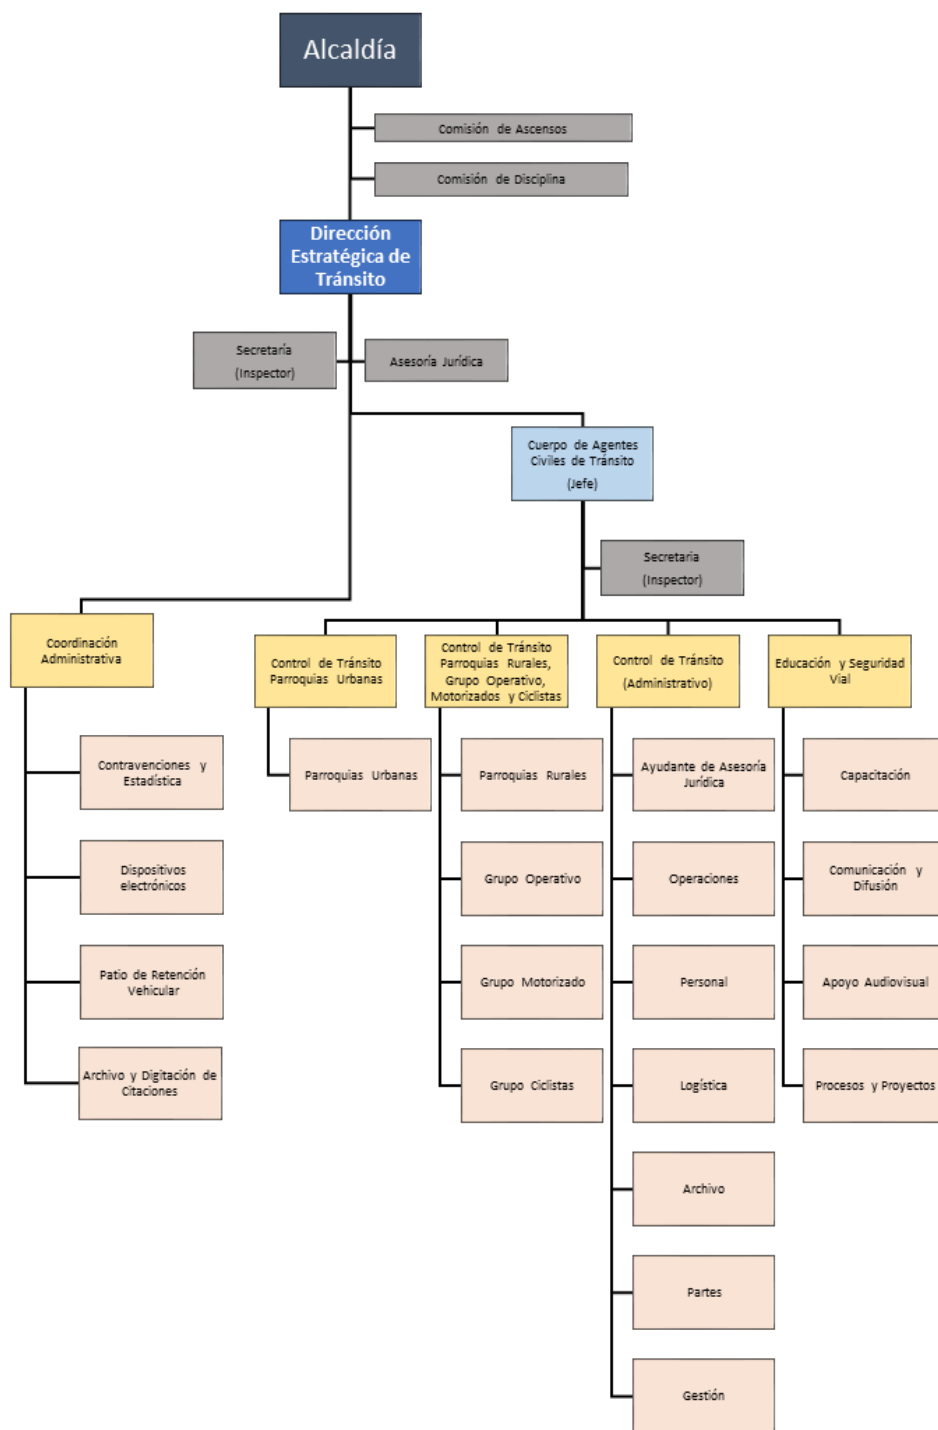 Alcaldía
Comisión de Ascensos
Comisión de Disciplina
Dirección
Estratégica de
Tránsito
Secretaría
(Inspector)
Asesoría Jurídica
Cuerpo de Agentes
Civiles de Tránsito
(Jefe)
Secretaria
(Inspector)
Coordinación
Administrativa
Control de Tránsito
Parroquias Urbanas
Control de Tránsito
Parroquias Rurales,
Grupo Operativo,
Motorizados y Ciclistas
Control de Tránsito
(Administrativo)
Educación y Seguridad
Vial
Contravenciones y
Estadística
Dispositivos
electrónicos
Patio de Retención
Vehicular
Archivo y Digitación de
Citaciones
Parroquias Urbanas
Parroquias Rurales
Grupo Operativo
Grupo Motorizado
Grupo Ciclistas
Ayudante de Asesoría
Jurídica
Operaciones
Personal
Logística
Archivo
Partes
Gestión
Capacitación
Comunicación y
Difusión
Apoyo Audiovisual
Procesos y Proyectos